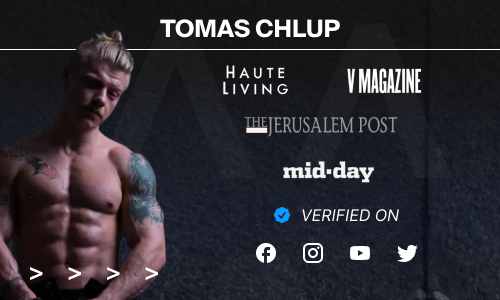 TOMAS CHLUP
HAUTE
LIVING
V MAGAZINE
THE JERUSALEM POST
mid-day
VERIFIED ON
> > > >